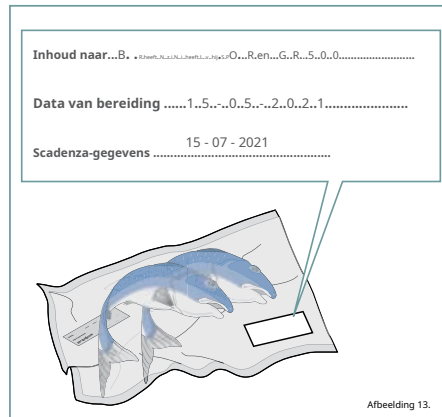 Inhoud naar...B. . O..R.en...G..R...5..0..0.........................
Data van bereiding ......1..5..-..0..5..-..2..0..2..1.....................
15 - 07 - 2021
Scadenza-gegevens .....................................................
Afbeelding 13.